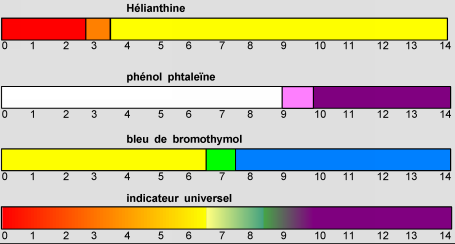 Hélianthine
0 1 2 3 4 5 6 7 8 9 10 11 12 13 14
phénol phtaleïne
0 1 2 3 4 5 6 7 8 9 10 11 12 13 14
bleu de bromothymol
0 1 2 3 4 5 6 7 8 9 10 11 12 13 14
indicateur universel
0 1 2 3 4 5 6 7 8 9 10 11 12 13 14